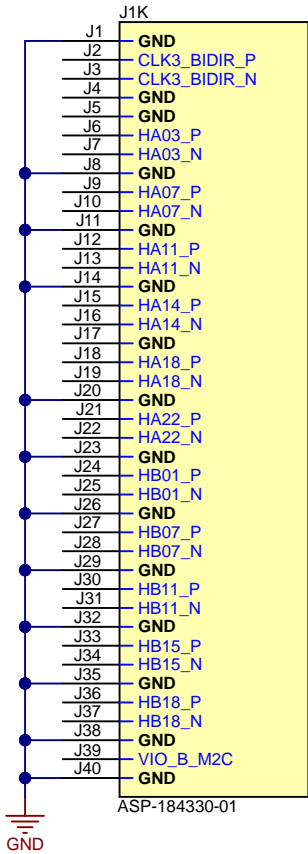 J1K
J1 GND
J2 CLK3_BIDIR_P
J3 CLK3_BIDIR_N
J4 GND
J5 GND
J6 HA03_P
J7 HA03_N
J8 GND
J9 HA07_P
J10 HA07_N
J11 GND
J12 HA11_P
J13 HA11_N
J14 GND
J15 HA14_P
J16 HA14_N
J17 GND
J18 HA18_P
J19 HA18_N
J20 GND
J21 HA22_P
J22 HA22_N
J23 GND
J24 HB01_P
J25 HB01_N
J26 GND
J27 HB07_P
J28 HB07_N
J29 GND
J30 HB11_P
J31 HB11_N
J32 GND
J33 HB15_P
J34 HB15_N
J35 GND
J36 HB18_P
J37 HB18_N
J38 GND
J39 VIO_B_M2C
J40 GND
ASP-184330-01
GND